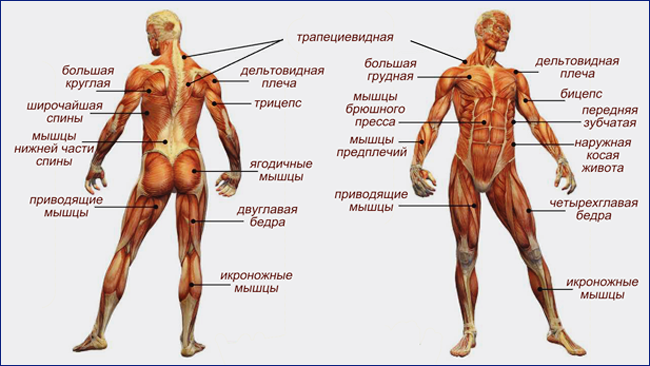 трапециевидная
большая
круглая
широчайшая
спины
мышцы
нижней части
спины
приводящие
мышцы
дельтовидная
плеча
трицепс
ягодичные
мышцы
двуглавая
бедра
икроножные
мышцы
большая
грудная
мышцы
брюшного
пресса
мышцы
предплечий
приводящие
мышцы
дельтовидная
плеча
бицепс
передняя
зубчатая
наружная
косая
живота
четырехглавая
бедра
икроножные
мышцы